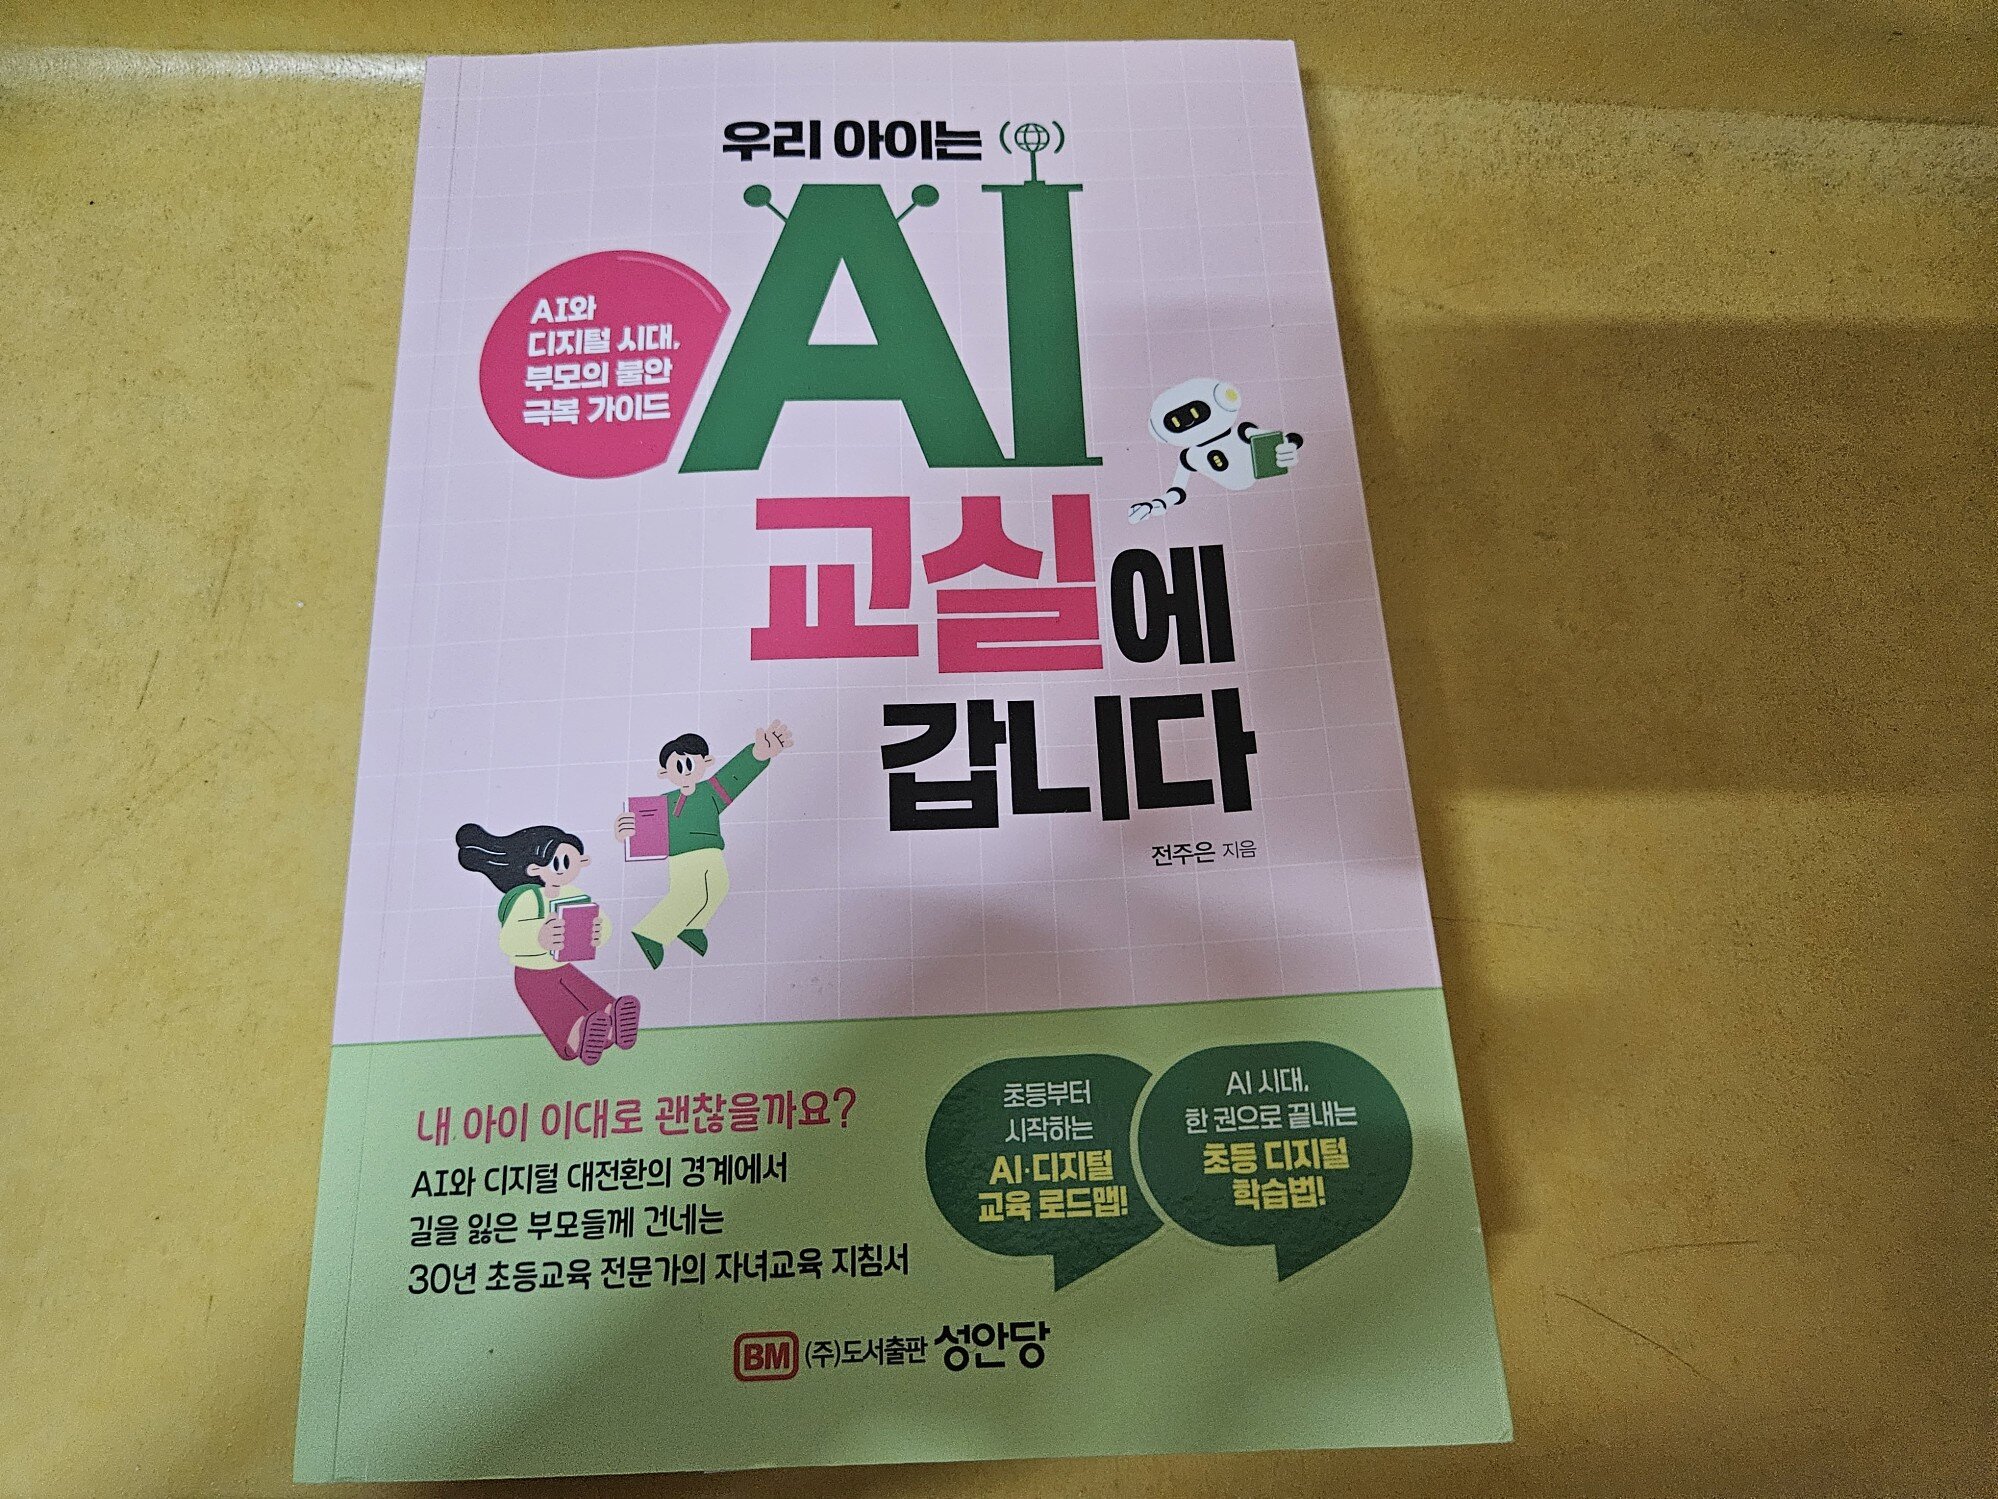 우리 아이는
AI
교실에
갑니다
AI와
디지털 시대,
부모의 불안
극복 가이드
전주은 지음
내 아이 이대로 괜찮을까요?
AI와 디지털 대전환의 경계에서
길을 잃은 부모들께 건네는
30년 초등교육 전문가의 자녀교육 지침서
초등부터
시작하는
AI·디지털
교육 로드맵!
AI 시대,
한 권으로 끝내는
초등 디지털
학습법!
BM (주)도서출판 성안당